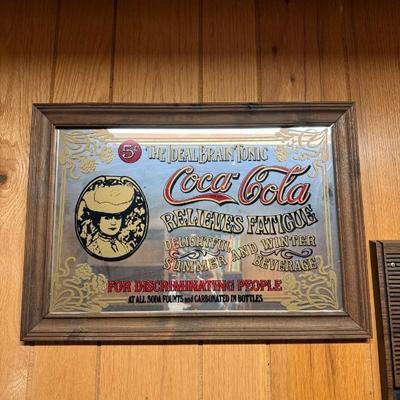 5¢ THE IDEAL BRAIN TONIC
Coca-Cola
RELIEVES FATIGUE
DELIGHTFUL
SUMMER AND WINTER
BEVERAGE
FOR DISCRIMINATING PEOPLE
AT ALL SODA FOUNTS and CARBONATED IN BOTTLES